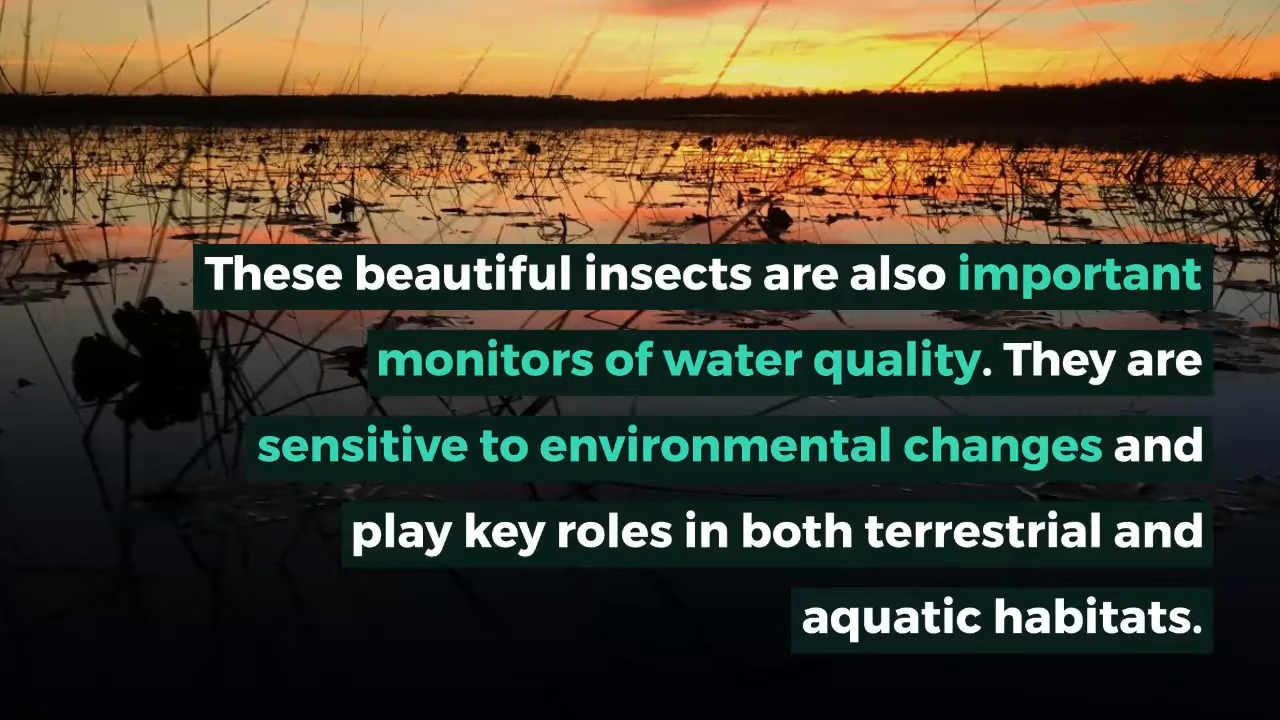 These beautiful insects are also important
monitors of water quality. They are
sensitive to environmental changes and
play key roles in both terrestrial and
aquatic habitats.